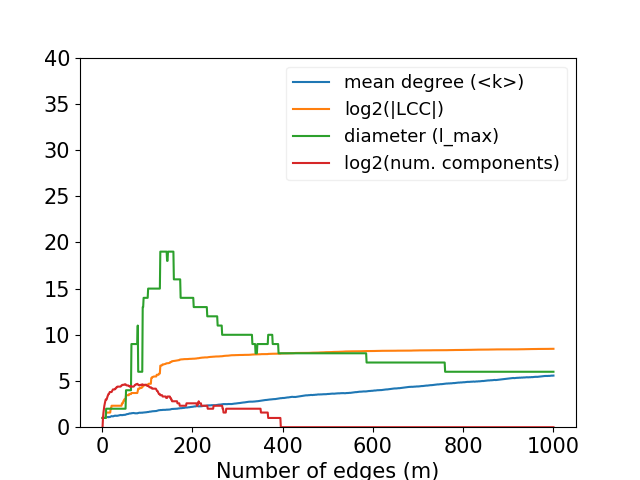 40
35
30
25
20
15
10
5
0
mean degree (<k>)
log2(|LCC|)
diameter (l_max)
log2(num. components)
0 200 400 600 800 1000
Number of edges (m)